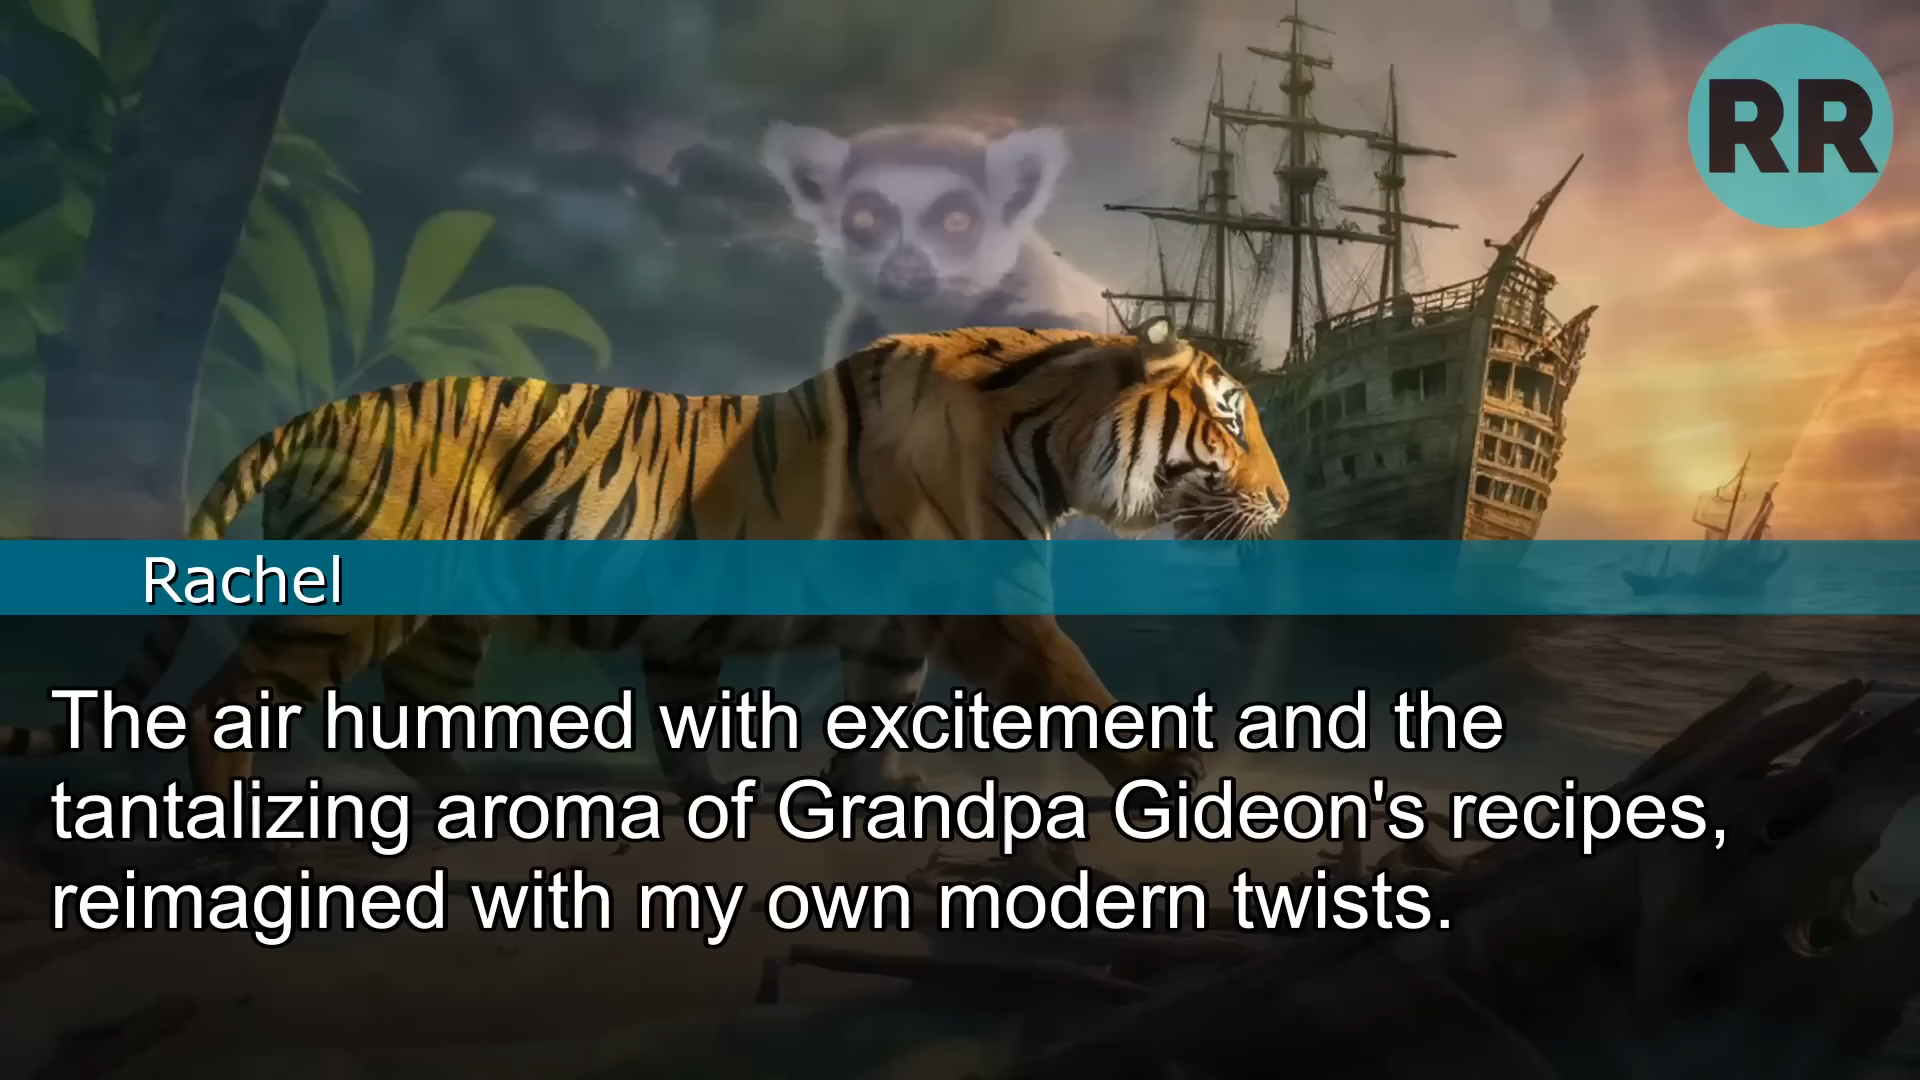 RR
Rachel
The air hummed with excitement and the
tantalizing aroma of Grandpa Gideon's recipes,
reimagined with my own modern twists.